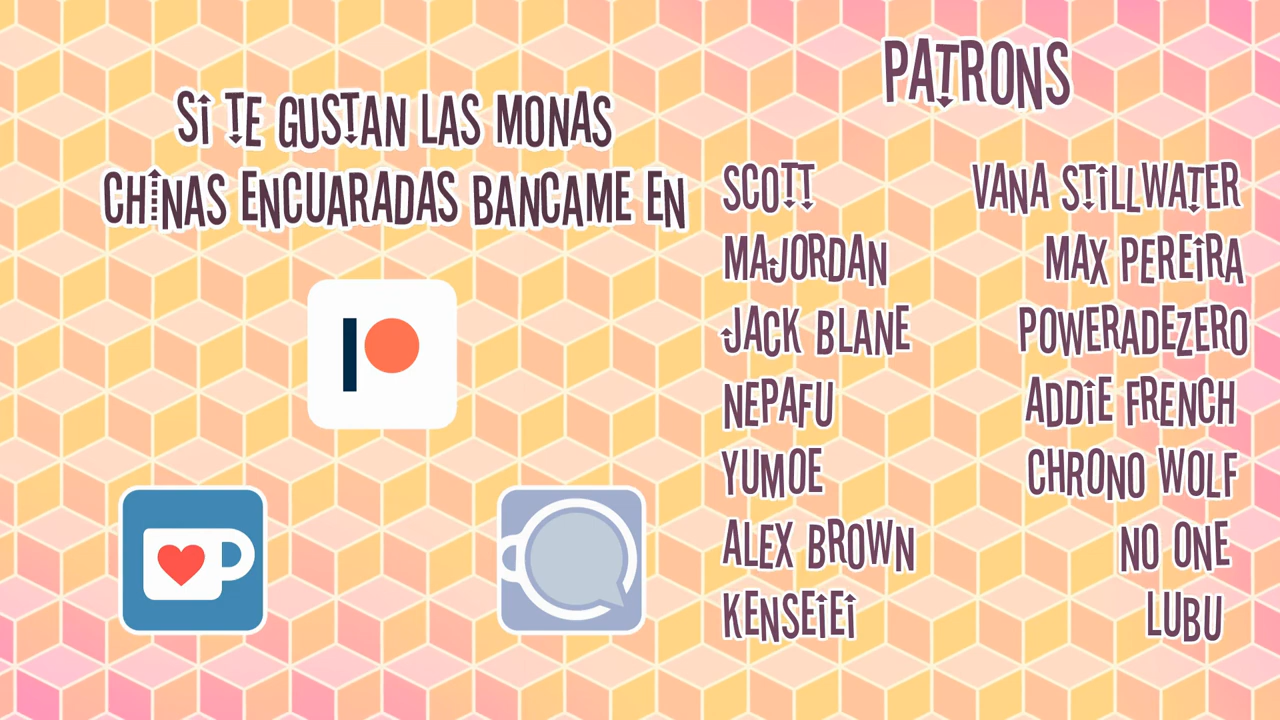 SI TE GUSTAN LAS MONAS
CHINAS ENCUARADAS BANCAME EN
PATRONS
SCOTT
MAJORDAN
JACK BLANE
NEPAFU
YUMOE
ALEX BROWN
KENSEIEI
VANA STILLWATER
MAX PEREIRA
POWERADEZERO
ADDIE FRENCH
CHRONO WOLF
NO ONE
LUBU